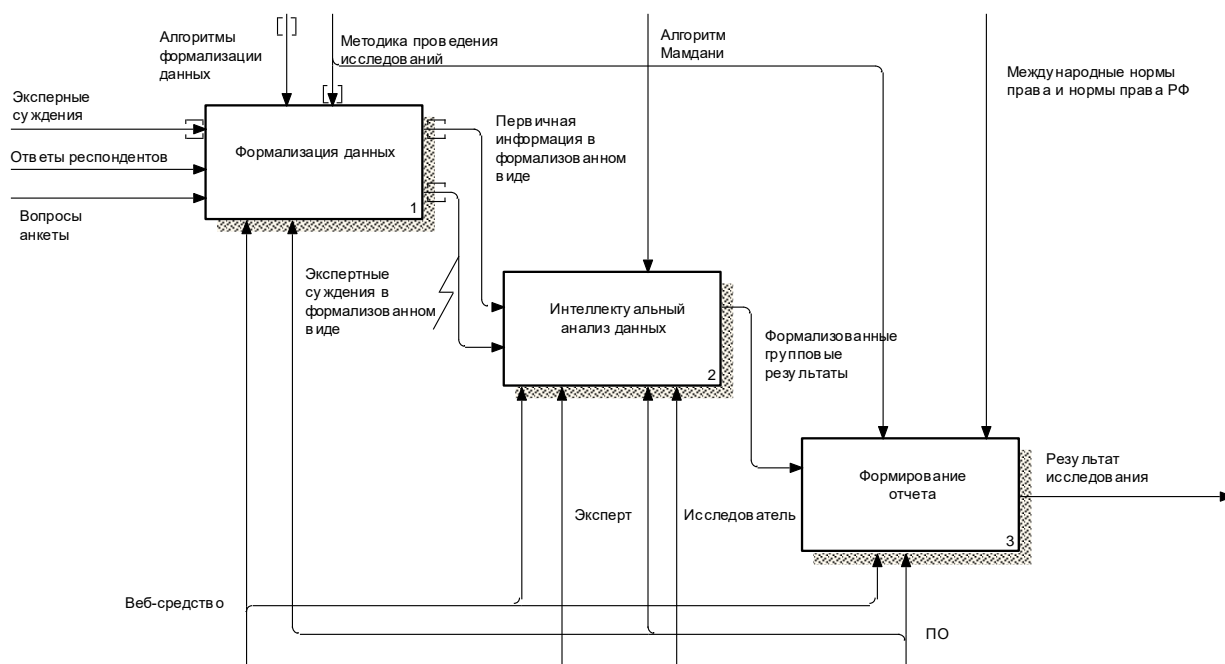 Алгоритмы
формализации
данных
Методика проведения
исследований
Алгоритм
Мамдани
Международные нормы
права и нормы права РФ
Эксперные
суждения
Ответы респондентов
Вопросы
анкеты
Формализация данных
1
Первичная
информация в
формализованном
виде
Экспертные
суждения в
формализованном
виде
Интеллектуальный
анализ данных
2
Формализованные
групповые
результаты
Формирование
отчета
3
Результат
исследования
Эксперт
Исследователь
Веб-средство
ПО